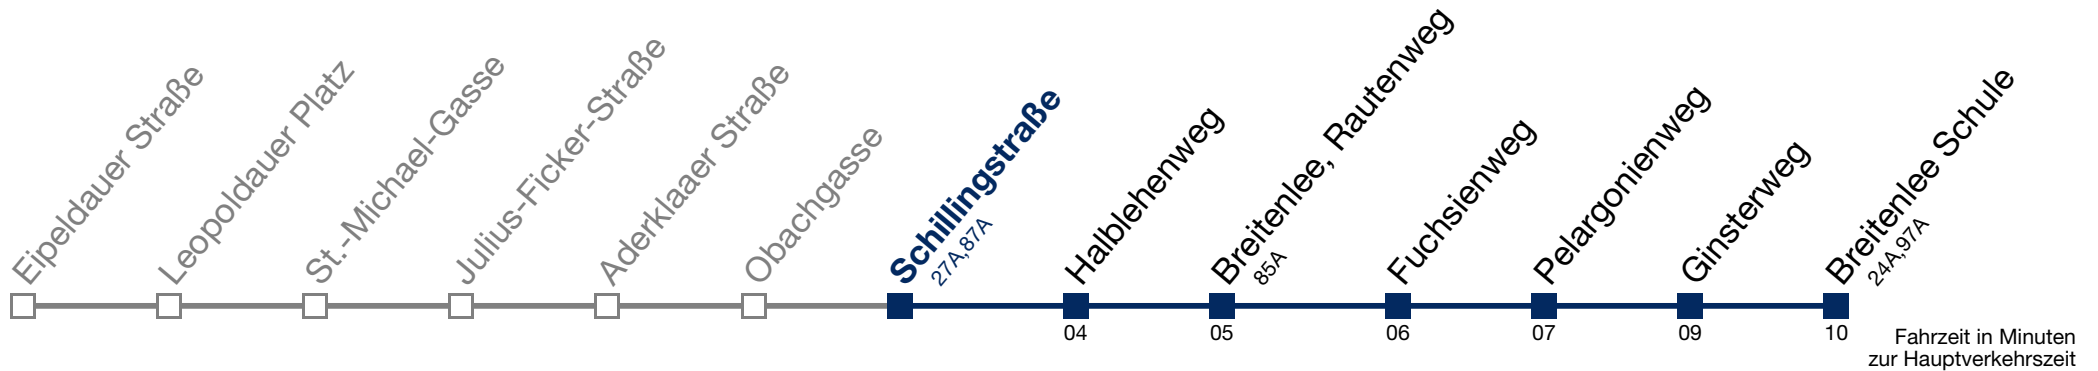 Eipeldauer Straße
Leopoldauer Platz
St.-Michael-Gasse
Julius-Ficker-Straße
Aderklaaer Straße
Obachgasse
Schillingstraße
27A,87A
Halblehenweg
Breitenlee, Rautenweg
85A
Fuchsienweg
Pelargonienweg
Ginsterweg
Breitenlee Schule
24A,97A
04
05
06
07
09
10
Fahrzeit in Minuten
zur Hauptverkehrszeit